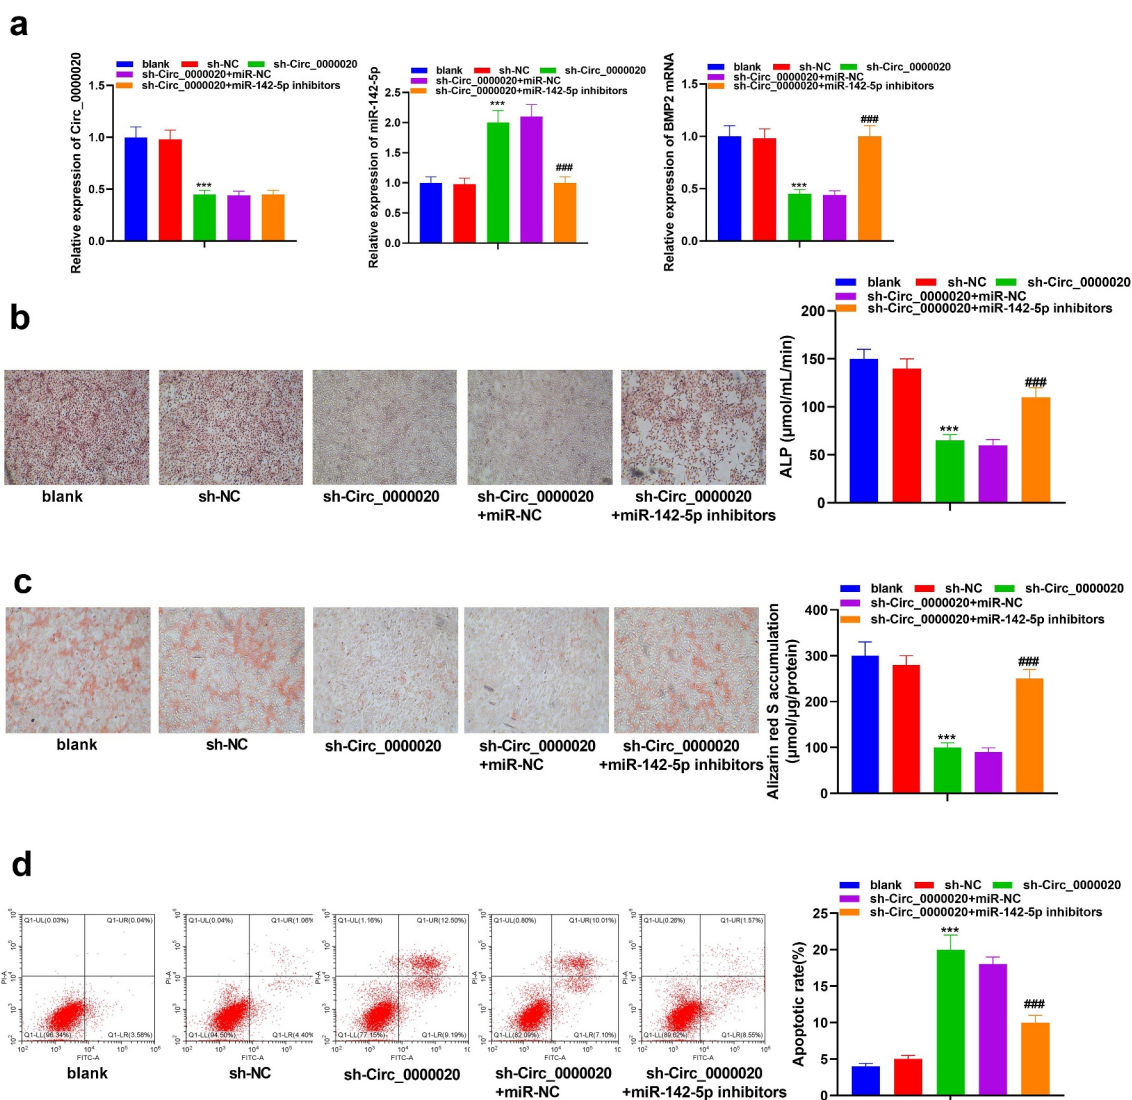 a
blank sh-NC sh-Circ_0000020
sh-Circ_0000020+miR-NC
sh-Circ_0000020+miR-142-5p inhibitors
Relative expression of Circ_0000020
1.5
1.0
0.5
0.0
***
blank sh-NC sh-Circ_0000020
sh-Circ_0000020+miR-NC
sh-Circ_0000020+miR-142-5p inhibitors
Relative expression of miR-142-5p
2.5
2.0
1.5
1.0
0.5
0.0
***
###
blank sh-NC sh-Circ_0000020
sh-Circ_0000020+miR-NC
sh-Circ_0000020+miR-142-5p inhibitors
Relative expression of BMP2 mRNA
1.5
1.0
0.5
0.0
***
###
b
blank
sh-NC
sh-Circ_0000020
sh-Circ_0000020
+miR-NC
sh-Circ_0000020
+miR-142-5p inhibitors
blank sh-NC sh-Circ_0000020
sh-Circ_0000020+miR-NC
sh-Circ_0000020+miR-142-5p inhibitors
ALP (μmol/mL/min)
200
150
100
50
0
***
###
c
blank
sh-NC
sh-Circ_0000020
sh-Circ_0000020
+miR-NC
sh-Circ_0000020
+miR-142-5p inhibitors
blank sh-NC sh-Circ_0000020
sh-Circ_0000020+miR-NC
sh-Circ_0000020+miR-142-5p inhibitors
Alizarin red S accumulation
(μmol/μg/protein)
400
300
200
100
0
***
###
d
Q1-UL(0.03%) Q1-UR(0.04%)
Q1-LL(96.34%) Q1-LR(3.58%)
PI-A
FITC-A
blank
Q1-UL(0.04%) Q1-UR(1.06%
Q1-LL(94.50%) Q1-LR(4.40%
PI-A
FITC-A
sh-NC
Q1-UL(1.16%) Q1-UR(12.50%)
Q1-LL(77.15%) Q1-LR(9.19%)
PI-A
FITC-A
sh-Circ_0000020
Q1-UL(0.80%) Q1-UR(10.01%)
Q1-LL(82.09%) Q1-LR(7.10%)
PI-A
FITC-A
sh-Circ_0000020
+miR-NC
Q1-UL(0.26%) Q1-UR(1.57%)
Q1-LL(89.62%) Q1-LR(8.55%)
PI-A
FITC-A
sh-Circ_0000020
+miR-142-5p inhibitors
blank sh-NC sh-Circ_0000020
sh-Circ_0000020+miR-NC
sh-Circ_0000020+miR-142-5p inhibitors
Apoptotic rate(%)
25
20
15
10
5
0
***
###